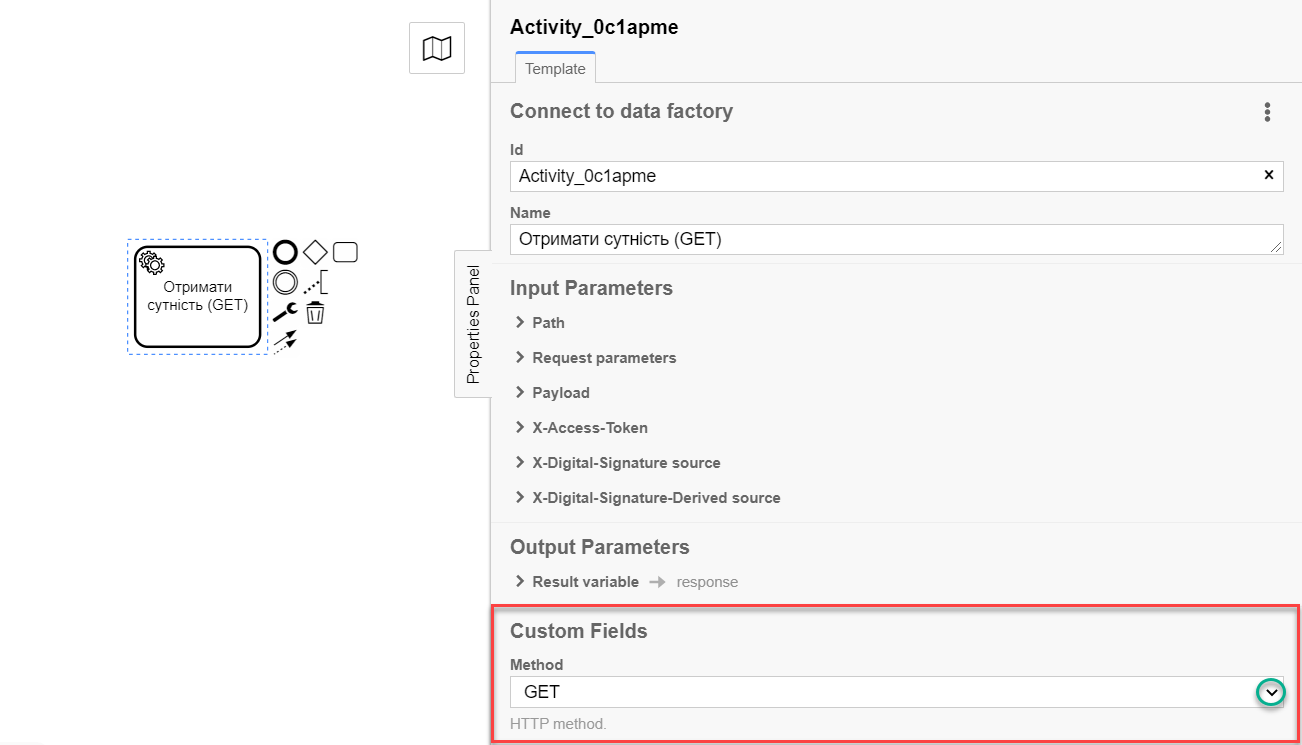 Отримати
сутність (GET)
Properties Panel
Activity_0c1apme
Template
Connect to data factory
Id
Activity_0c1apme
Name
Отримати сутність (GET)
Input Parameters
Path
Request parameters
Payload
X-Access-Token
X-Digital-Signature source
X-Digital-Signature-Derived source
Output Parameters
Result variable → response
Custom Fields
Method
GET
HTTP method.